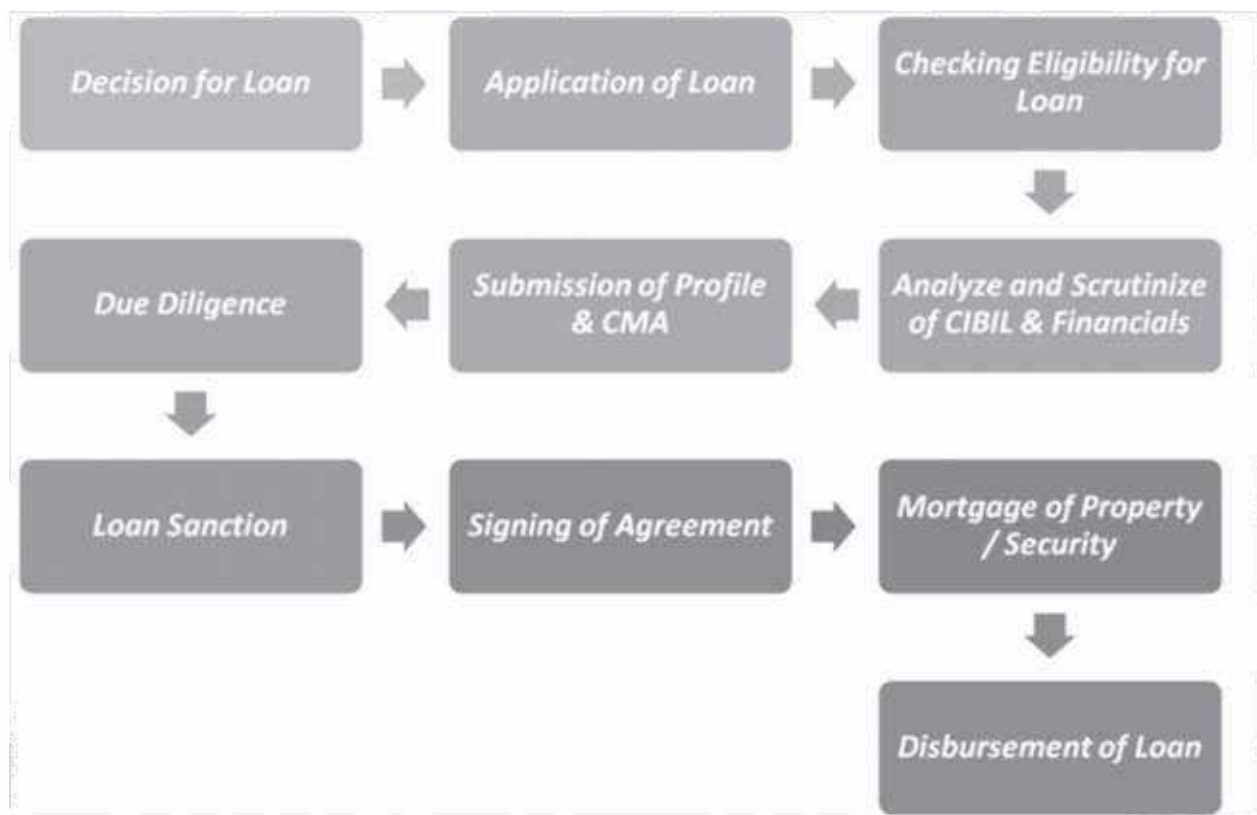 Decision for Loan
Application of Loan
Checking Eligibility for
Loan
Analyze and Scrutinize
of CIBIL & Financials
Submission of Profile
& CMA
Due Diligence
Loan Sanction
Signing of Agreement
Mortgage of Property
/ Security
Disbursement of Loan